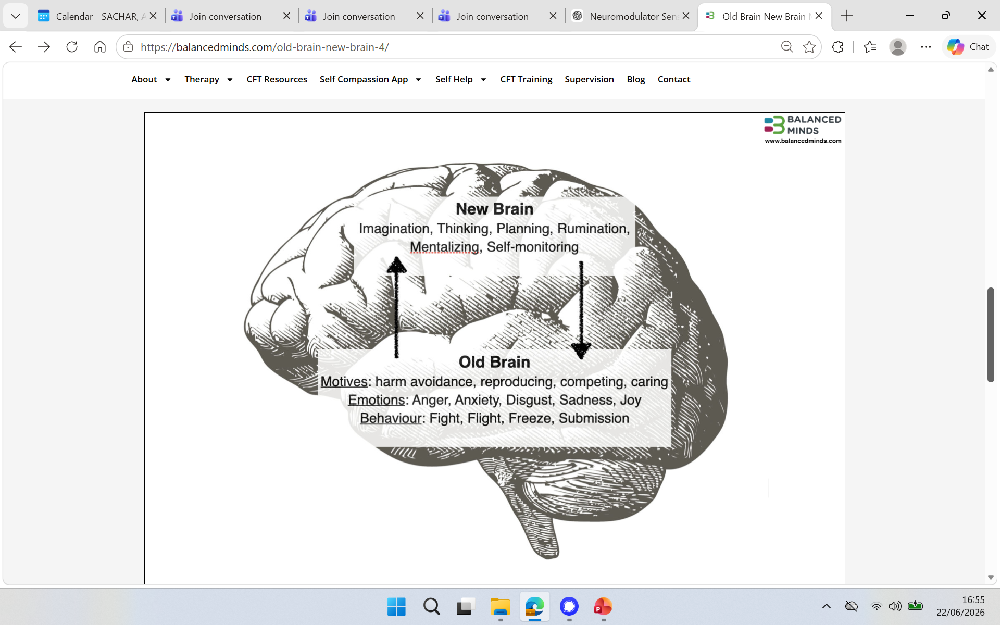 Calendar - SACHAR, A
Join conversation
Join conversation
Join conversation
Neuromodulator Sen
Old Brain New Brain
https://balancedminds.com/old-brain-new-brain-4/
Chat
About
Therapy
CFT Resources
Self Compassion App
Self Help
CFT Training
Supervision
Blog
Contact
BALANCED
MINDS
www.balancedminds.com
New Brain
Imagination, Thinking, Planning, Rumination,
Mentalizing, Self-monitoring
Old Brain
Motives: harm avoidance, reproducing, competing, caring
Emotions: Anger, Anxiety, Disgust, Sadness, Joy
Behaviour: Fight, Flight, Freeze, Submission
16:55
22/06/2026